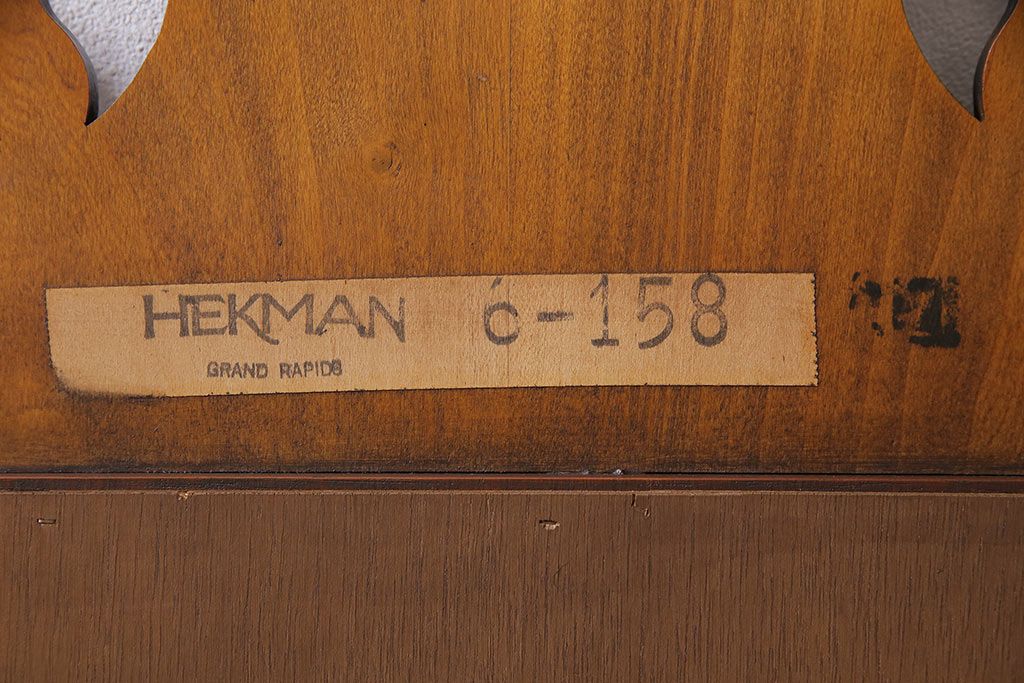 HEKMAN 6-158
GRAND RAPIDS